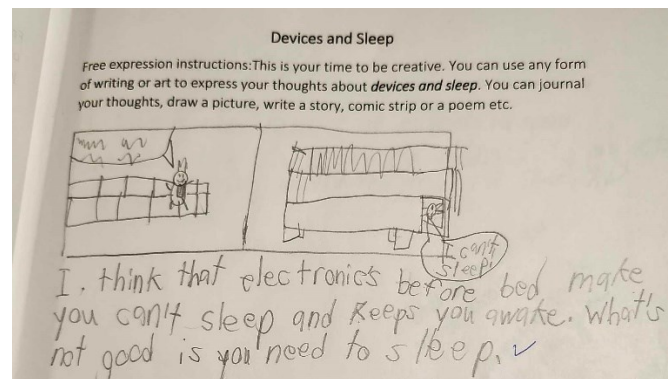 Devices and Sleep
Free expression instructions:This is your time to be creative. You can use any form
of writing or art to express your thoughts about devices and sleep. You can journal
your thoughts, draw a picture, write a story, comic strip or a poem etc.
I can't
sleep!
I. think that electronics before bed make
you can't sleep and Keeps you awake. What's
not good is you need to sleep.